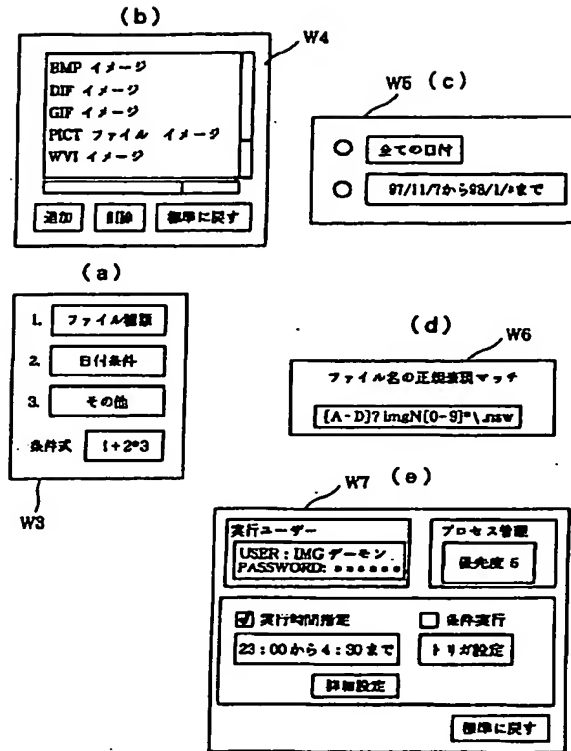 (b)
W4
BMP イメージ
DIF イメージ
GIF イメージ
PICT ファイル イメージ
WVI イメージ
追加 削除 標準に戻す
W5 (c)
全ての日付
97/11/7から98/1/*まで
(a)
1. ファイル種類
2. 日付条件
3. その他
条件式 1+2*3
W3
(d)
W6
ファイル名の正規表現マッチ
{A-D]? imgN[0-9]*\.nsw
W7 (e)
実行ユーザー
USER : IMG デーモン
PASSWORD: ******
プロセス管理
優先度 5
実行時間指定
条件実行
23:00から4:30まで
トリガ設定
詳細設定
標準に戻す